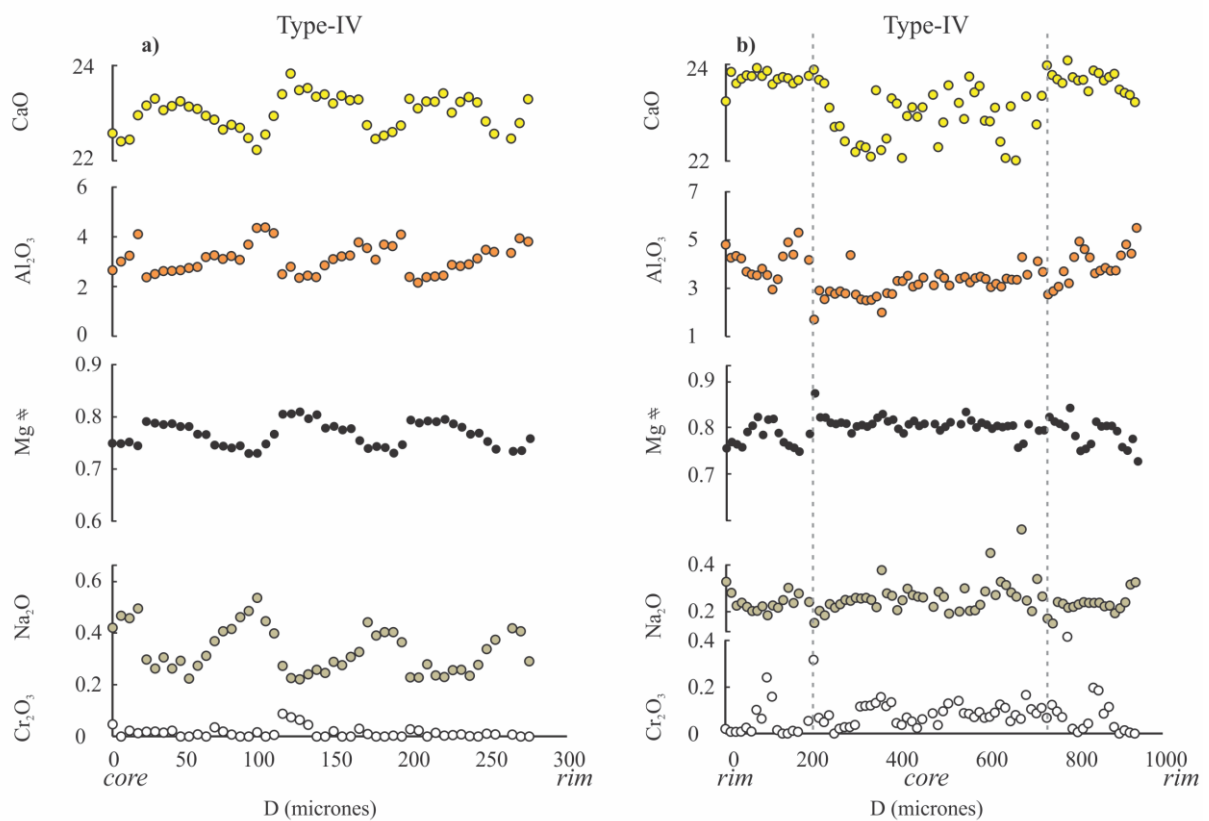 Type-IV
a)
CaO
24
22
Al₂O₃
6
4
2
0
Mg #
0.9
0.8
0.7
0.6
Na₂O
0.6
0.4
0.2
Cr₂O₃
0
0 50 100 150 200 250 300
core rim
D (micrones)
Type-IV
b)
CaO
24
22
Al₂O₃
7
5
3
1
Mg #
0.9
0.8
0.7
Na₂O
0.4
0.2
Cr₂O₃
0.4
0.2
0
0 200 400 600 800 1000
rim core rim
D (micrones)